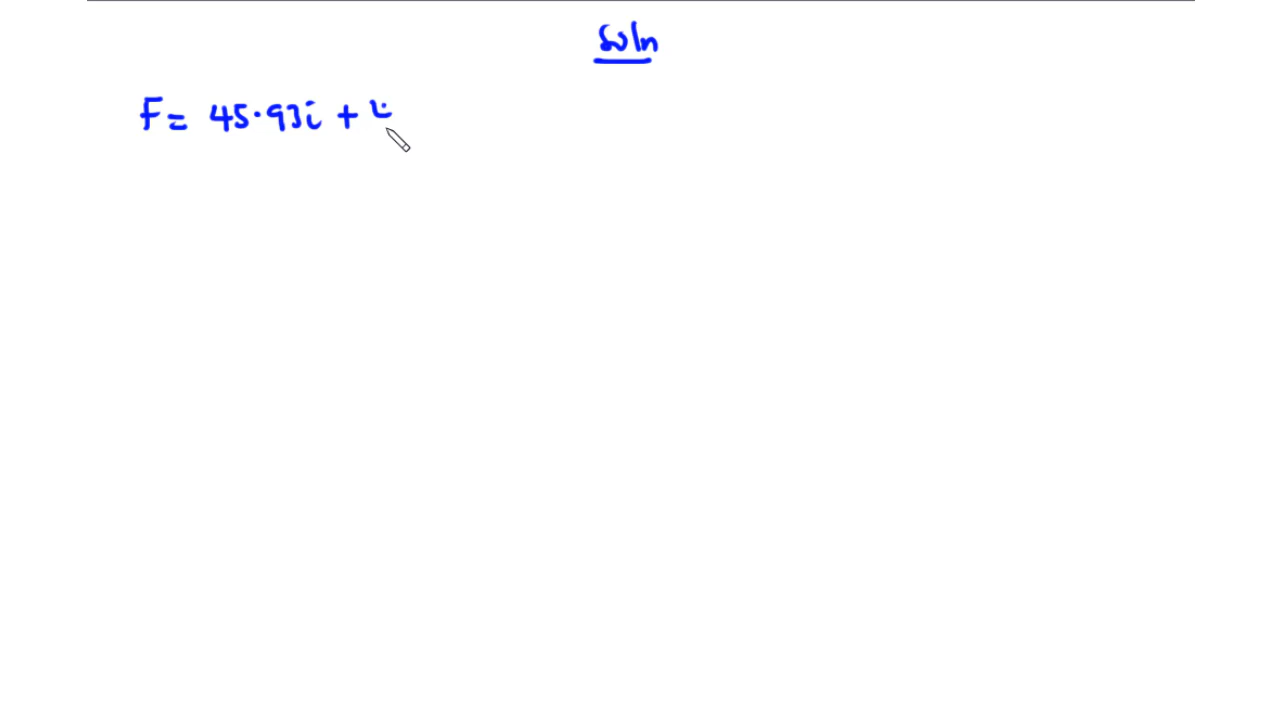 Soln
F = 45.93i +